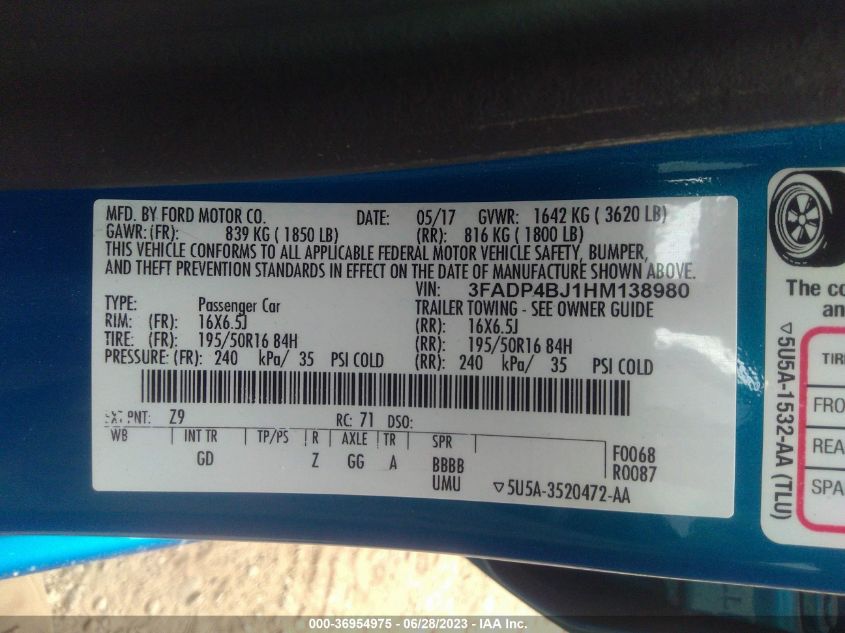 MFD. BY FORD MOTOR CO. DATE: 05/17 GVWR: 1642 KG ( 3620 LB)
GAWR: (FR): 839 KG ( 1850 LB) (RR): 816 KG ( 1800 LB)
THIS VEHICLE CONFORMS TO ALL APPLICABLE FEDERAL MOTOR VEHICLE SAFETY, BUMPER,
AND THEFT PREVENTION STANDARDS IN EFFECT ON THE DATE OF MANUFACTURE SHOWN ABOVE.
VIN: 3FADP4BJ1HM138980
TYPE: Passenger Car TRAILER TOWING - SEE OWNER GUIDE
RIM: (FR): 16X6.5J (RR): 16X6.5J
TIRE: (FR): 195/50R16 84H (RR): 195/50R16 84H
PRESSURE: (FR): 240 kPa/ 35 PSI COLD (RR): 240 kPa/ 35 PSI COLD
EXT PNT: Z9 RC: 71 DSO:
WB INT TR TP/PS R AXLE TR SPR
GD Z GG A BBBB
UMU
F0068
R0087
▽5U5A-3520472-AA
The co
an
TIR
FRO
REA
SPA
▽5U5A-1532-AA (TLU)
000-36954975 - 06/28/2023 - IAA Inc.